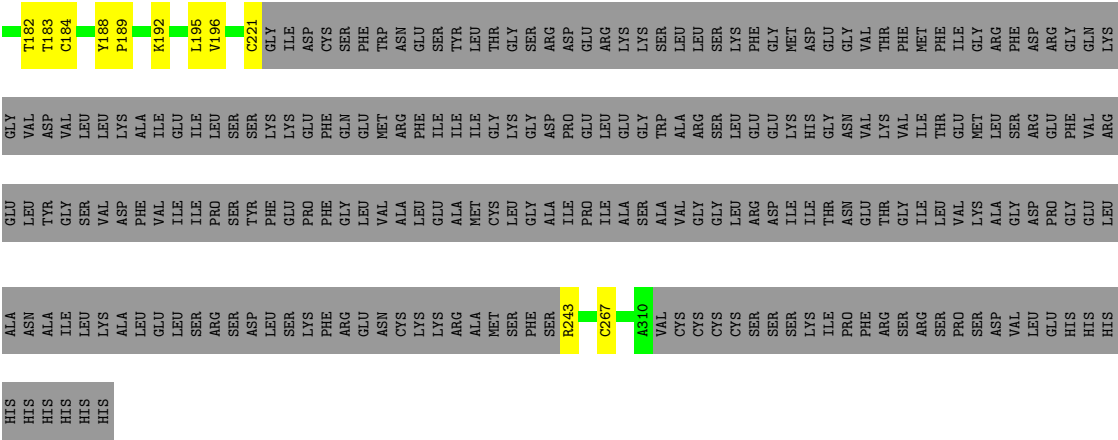 T182 T183 C184 Y188 P189 K192 L195 V196 C221 GLY ILE ASP CYS SER PHE TRP ASN GLU SER TYR LEU THR GLY SER ARG ASP GLU ARG LYS LYS SER LEU LEU SER LYS PHE GLY MET ASP GLU GLY VAL THR PHE MET PHE ILE GLY ARG PHE ASP ARG GLY GLN LYS
GLY VAL ASP VAL LEU LEU LYS ALA ILE GLU ILE LEU SER SER LYS LYS GLU PHE GLN GLU MET ARG PHE ILE ILE ILE GLY LYS GLY ASP PRO GLU LEU GLU GLY TRP ALA ARG SER LEU GLU GLU LYS HIS GLY ASN VAL LYS VAL ILE THR GLU MET LEU SER ARG GLU PHE VAL ARG
GLU LEU TYR GLY SER VAL ASP PHE VAL ILE ILE PRO SER TYR PHE GLU PRO PHE GLY LEU VAL ALA LEU GLU ALA MET CYS LEU GLY ALA ILE PRO ILE ALA SER ALA VAL GLY GLY LEU ARG ASP ILE ILE THR ASN GLU THR GLY ILE LEU VAL LYS ALA GLY ASP PRO GLY GLU LEU
ALA ASN ALA ILE LEU LYS ALA LEU GLU LEU SER ARG SER ASP LEU SER LYS PHE ARG GLU ASN CYS LYS LYS ARG ALA MET SER PHE SER R243 C267 A310 VAL CYS CYS CYS CYS SER SER SER LYS ILE PRO PHE ARG SER ARG SER PRO SER ASP VAL LEU GLU HIS HIS HIS
HIS HIS HIS HIS HIS HIS